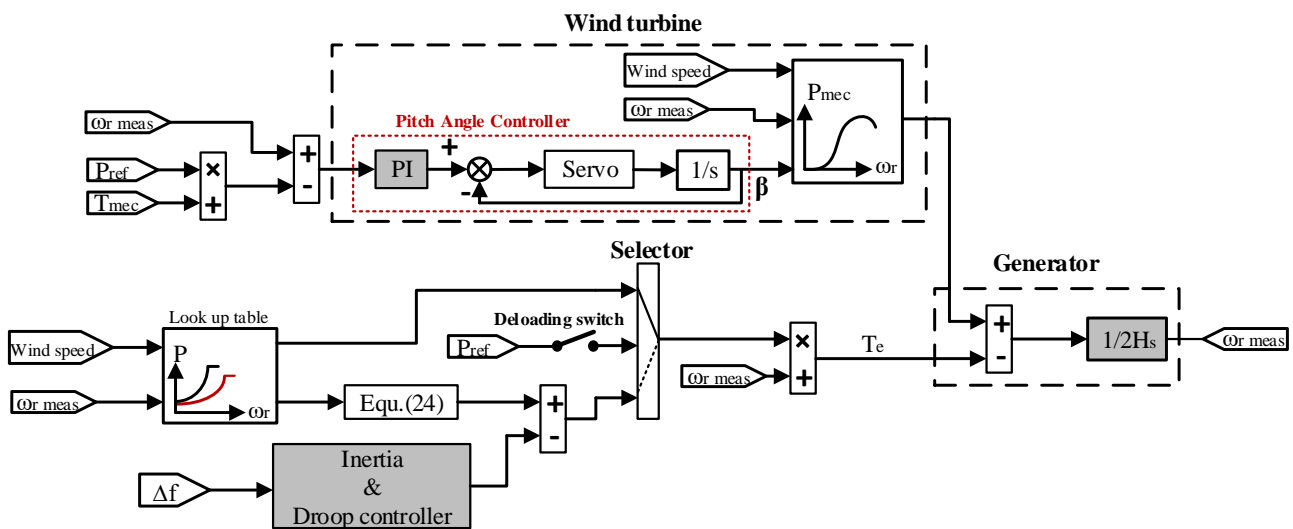 Wind turbine
Wind speed
ωr meas
Pmec
ωr
ωr meas
Pref
Tmec
×
+
+
-
Pitch Angle Controller
PI
+
-
Servo
1/s
β
Selector
Generator
Look up table
Wind speed
ωr meas
P
ωr
Deloading switch
Pref
ωr meas
×
+
Te
+
-
1/2Hs
ωr meas
Equ.(24)
+
-
Δf
Inertia
&
Droop controller